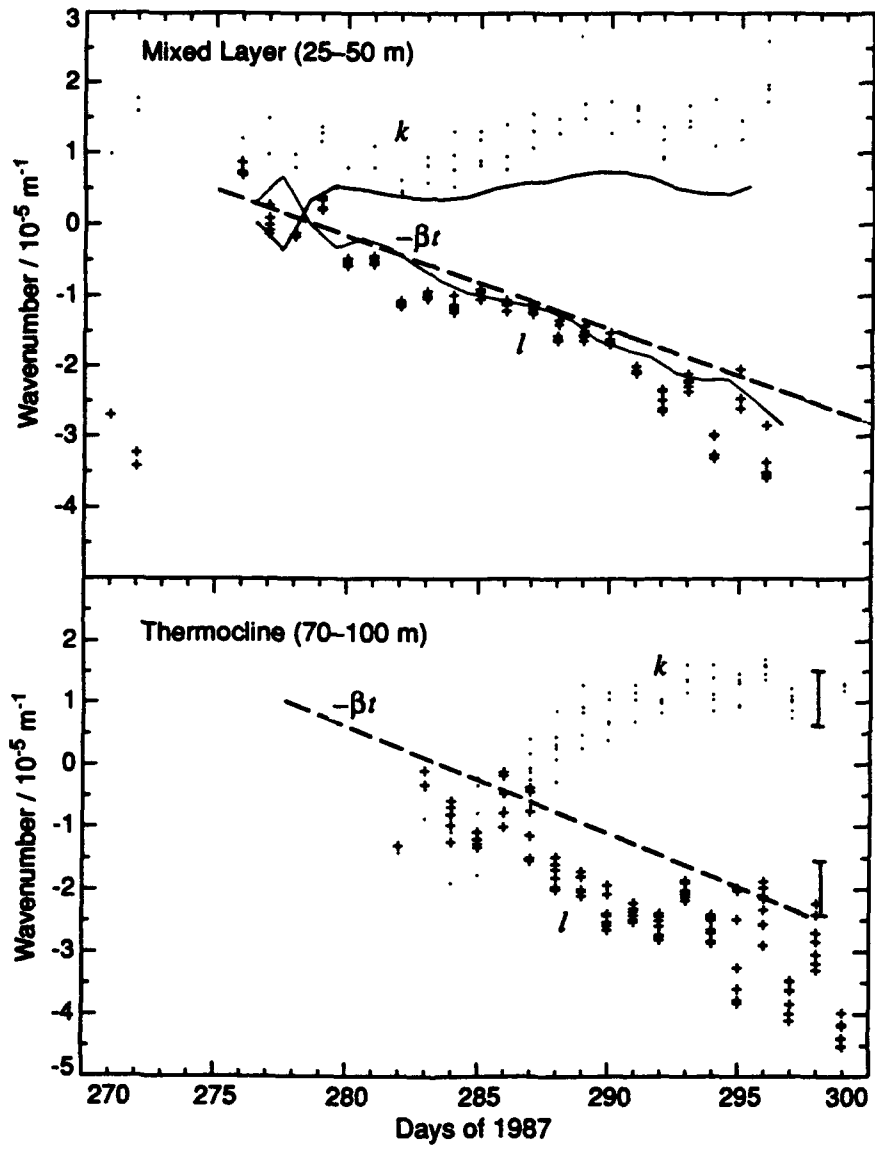 3
Mixed Layer (25–50 m)
2
k
1
0
−βt
-1
l
-2
-3
-4
Wavenumber / 10⁻⁵ m⁻¹
Thermocline (70–100 m)
2
k
1
−βt
0
-1
-2
l
-3
-4
-5
Wavenumber / 10⁻⁵ m⁻¹
270 275 280 285 290 295 300
Days of 1987